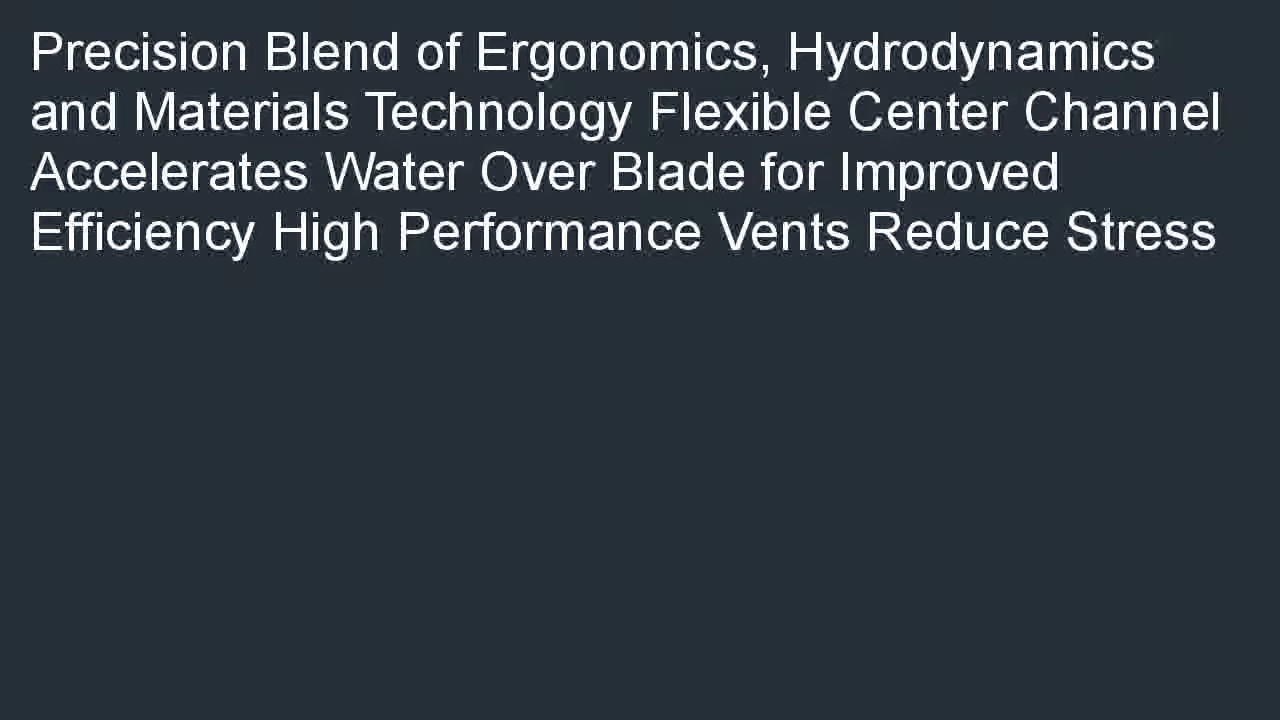 Precision Blend of Ergonomics, Hydrodynamics
and Materials Technology Flexible Center Channel
Accelerates Water Over Blade for Improved
Efficiency High Performance Vents Reduce Stress